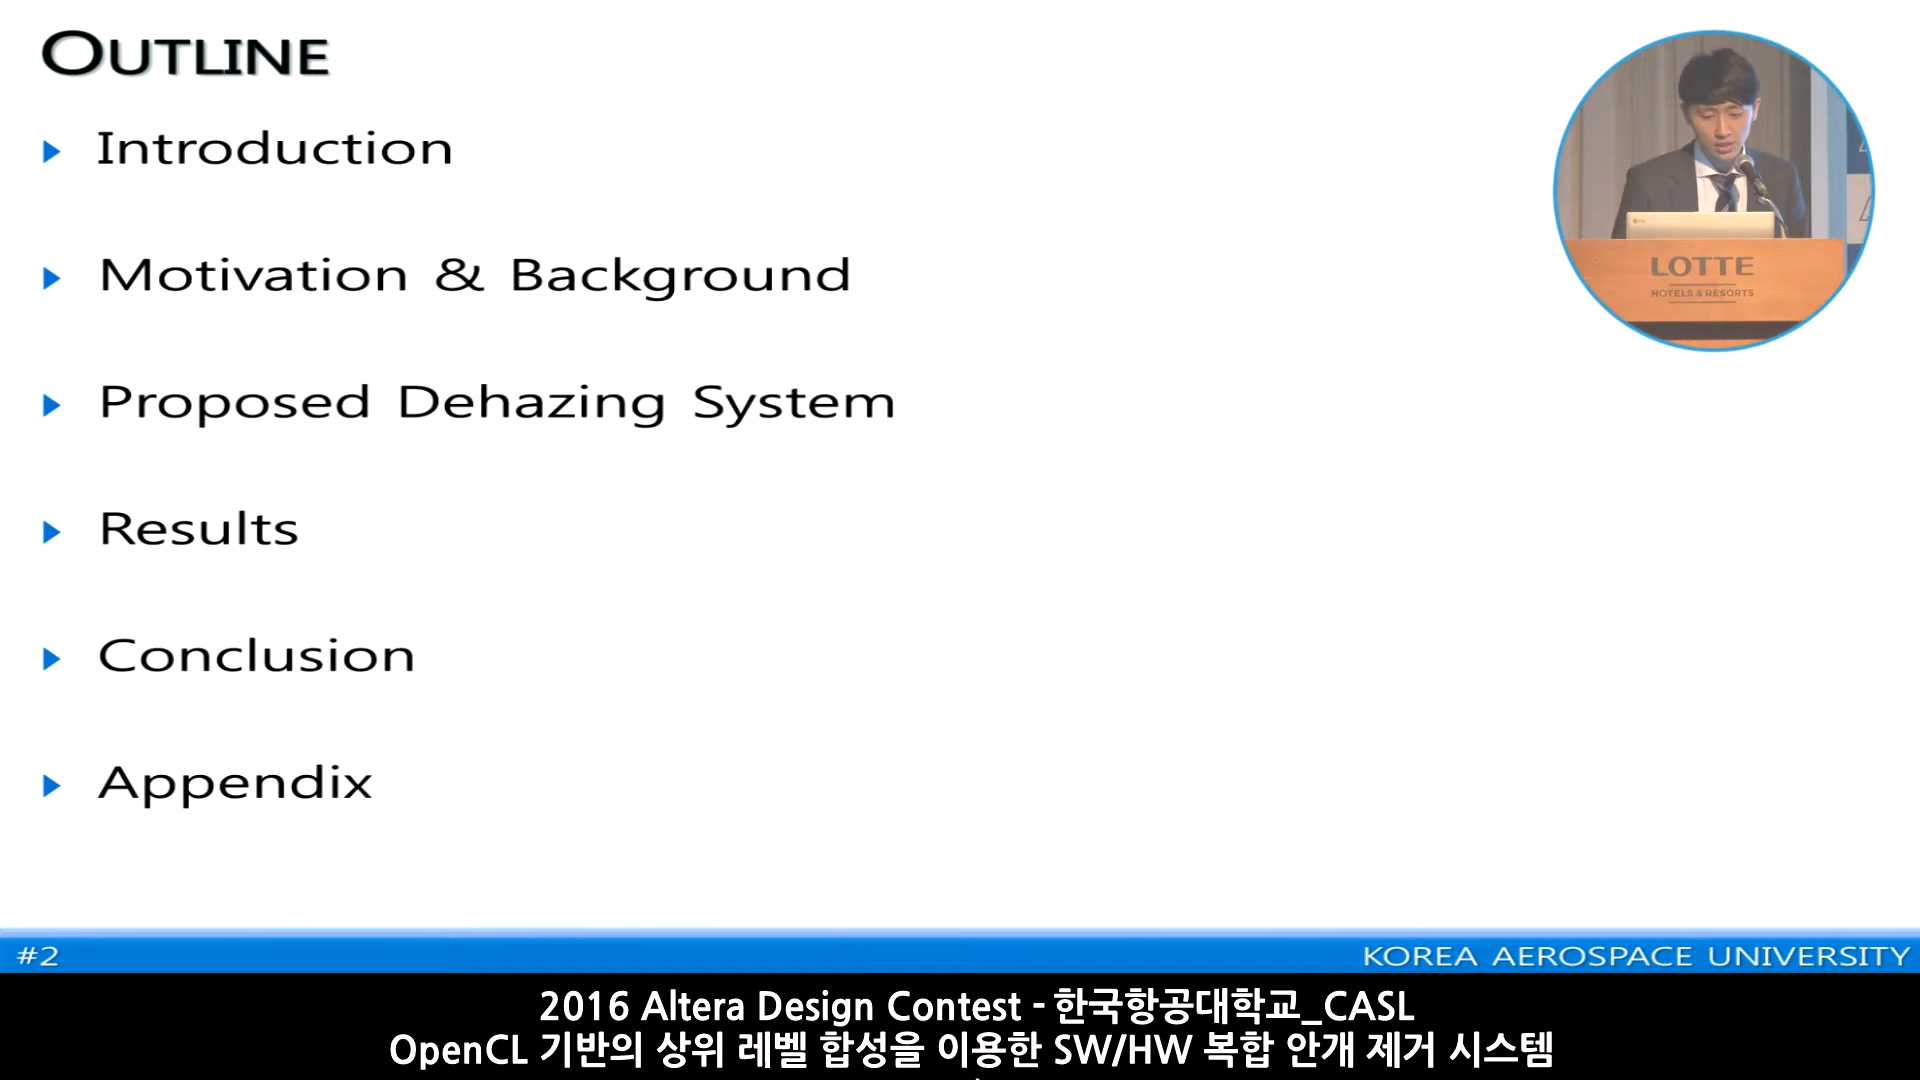 OUTLINE
Introduction
Motivation & Background
Proposed Dehazing System
Results
Conclusion
Appendix
LOTTE
HOTELS & RESORTS
#2
KOREA AEROSPACE UNIVERSITY
2016 Altera Design Contest - 한국항공대학교_CASL
OpenCL 기반의 상위 레벨 합성을 이용한 SW/HW 복합 안개 제거 시스템